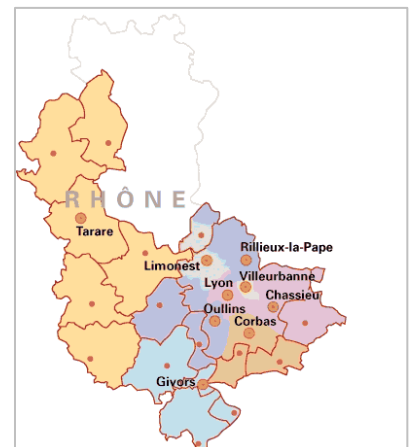 RHÔNE
Tarare
Rillieux-la-Pape
Limonest
Villeurbanne
Lyon
Chassieu
Oullins
Corbas
Givors